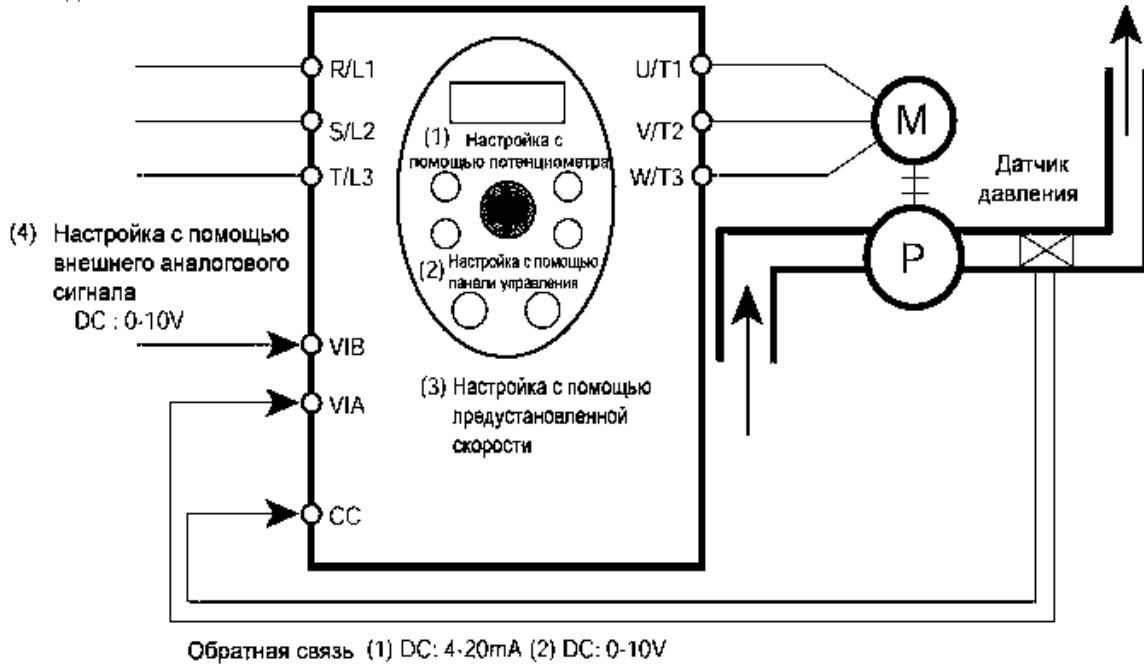 R/L1
S/L2
T/L3
U/T1
V/T2
W/T3
(1) Настройка с
помощью потенциометра
(2) Настройка с помощью
панали управления
(3) Настройка с помощью
предустановленной
скорости
M
P
Датчик
давления
(4) Настройка с помощью
внешнего аналогового
сигнала
DC : 0-10V
VIB
VIA
CC
Обратная связь (1) DC: 4-20mA (2) DC: 0-10V